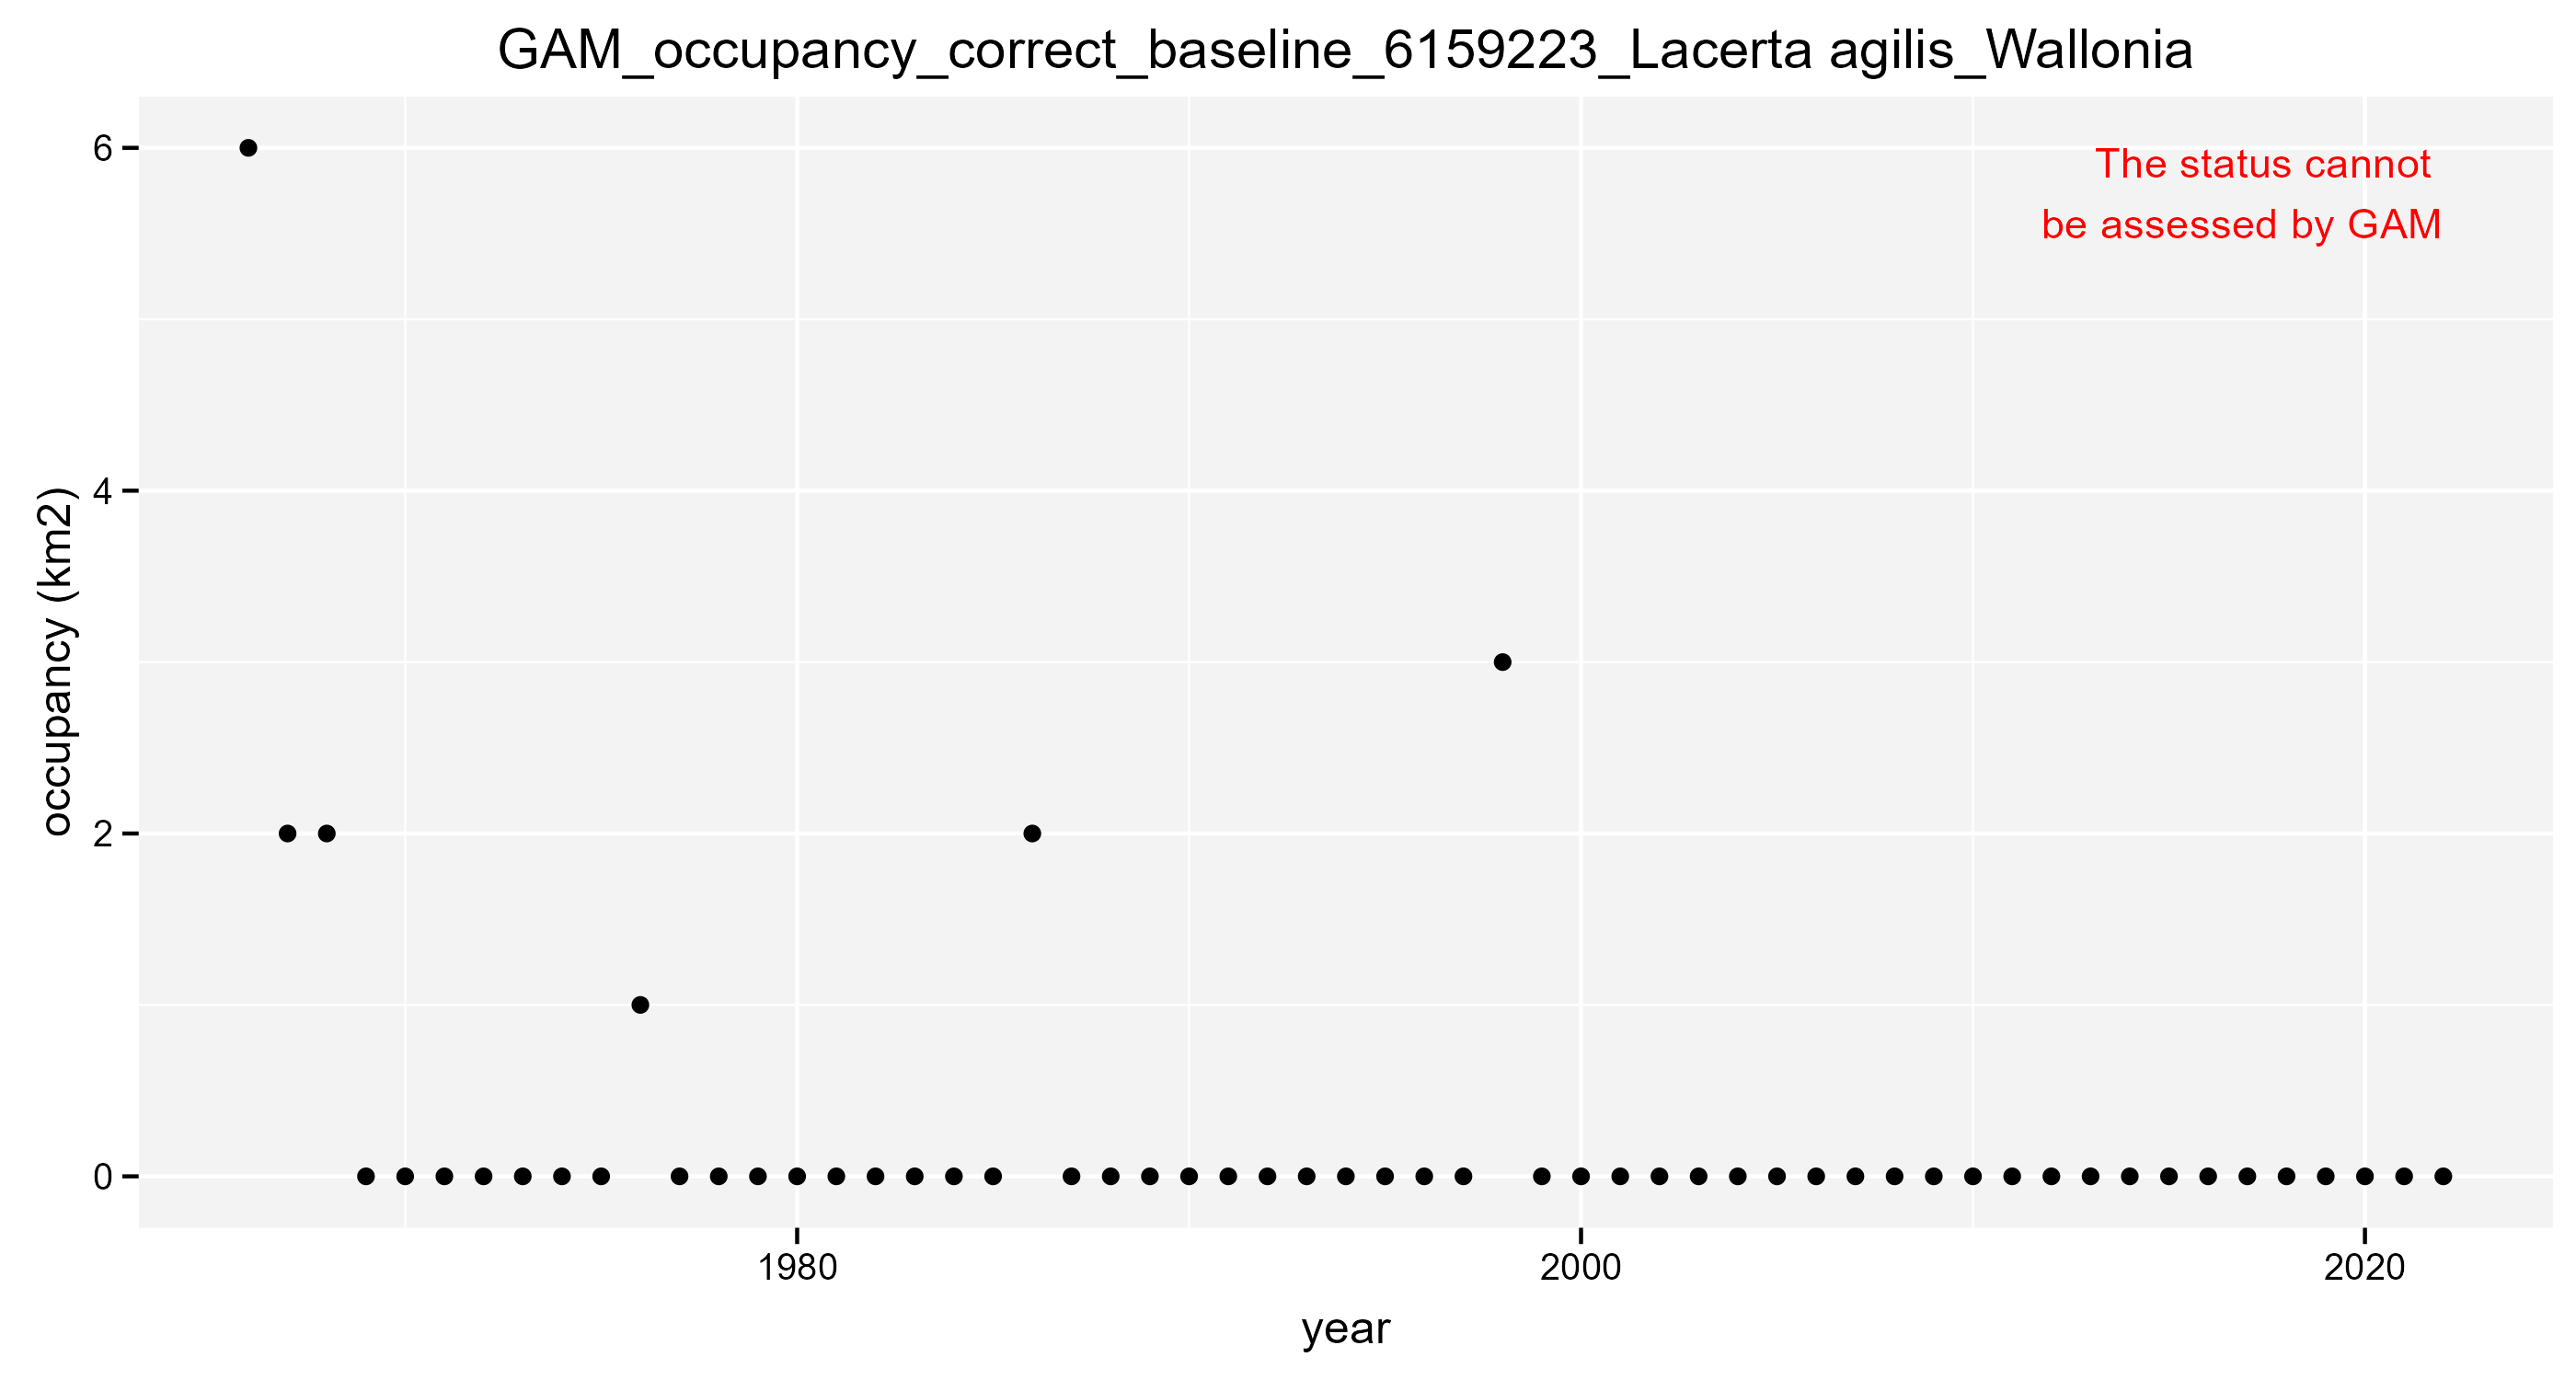 GAM_occupancy_correct_baseline_6159223_Lacerta agilis_Wallonia
The status cannot
be assessed by GAM
occupancy (km2)
6
4
2
0
1980
2000
2020
year